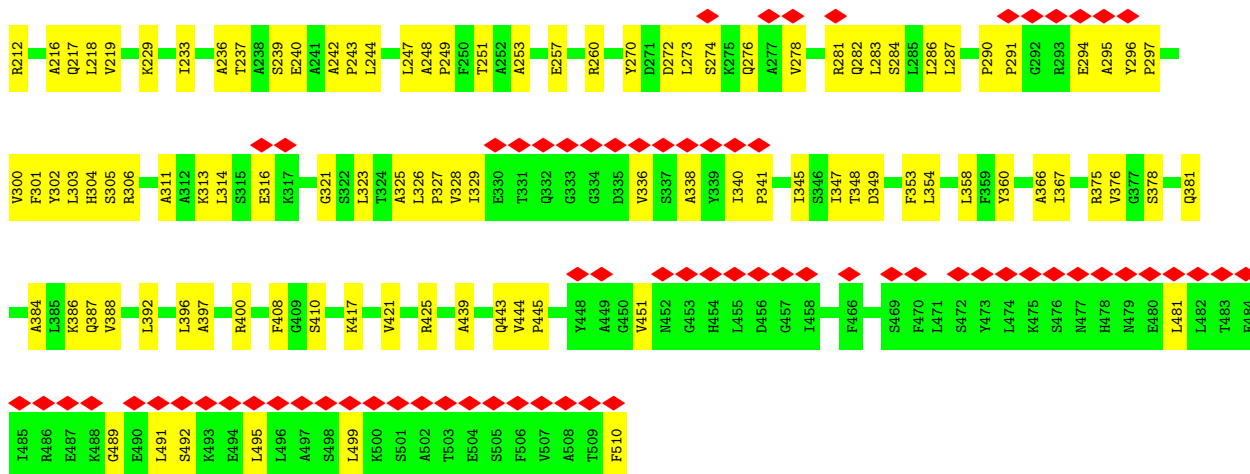 R212 A216 Q217 L218 V219 K229 I233 A236 T237 A238 S239 E240 A241 A242 P243 L244 L247 A248 P249 F250 T251 A252 A253 E257 R260 Y270 D271 D272 L273 S274 K275 Q276 A277 V278 R281 Q282 L283 S284 L285 L286 L287 P290 P291 G292 R293 E294 A295 Y296 P297
V300 F301 Y302 L303 H304 S305 R306 A311 A312 K313 L314 S315 E316 K317 G321 S322 L323 T324 A325 L326 P327 V328 I329 E330 T331 Q332 G333 G334 D335 V336 S337 A338 Y339 I340 P341 I345 S346 I347 T348 D349 F353 L354 L358 F359 Y360 A366 I367 R375 V376 G377 S378 Q381
A384 L385 K386 Q387 V388 L392 L396 A397 R400 F408 G409 S410 K417 V421 R425 A439 Q443 V444 P445 Y448 A449 G450 V451 N452 G453 H454 L455 D456 G457 I458 F466 S469 F470 L471 S472 Y473 L474 K475 S476 N477 H478 N479 E480 L481 L482 T483 E484
I485 R486 E487 K488 G489 E490 L491 S492 K493 E494 L495 L496 A497 S498 L499 K500 S501 A502 T503 E504 S505 F506 V507 A508 T509 F510